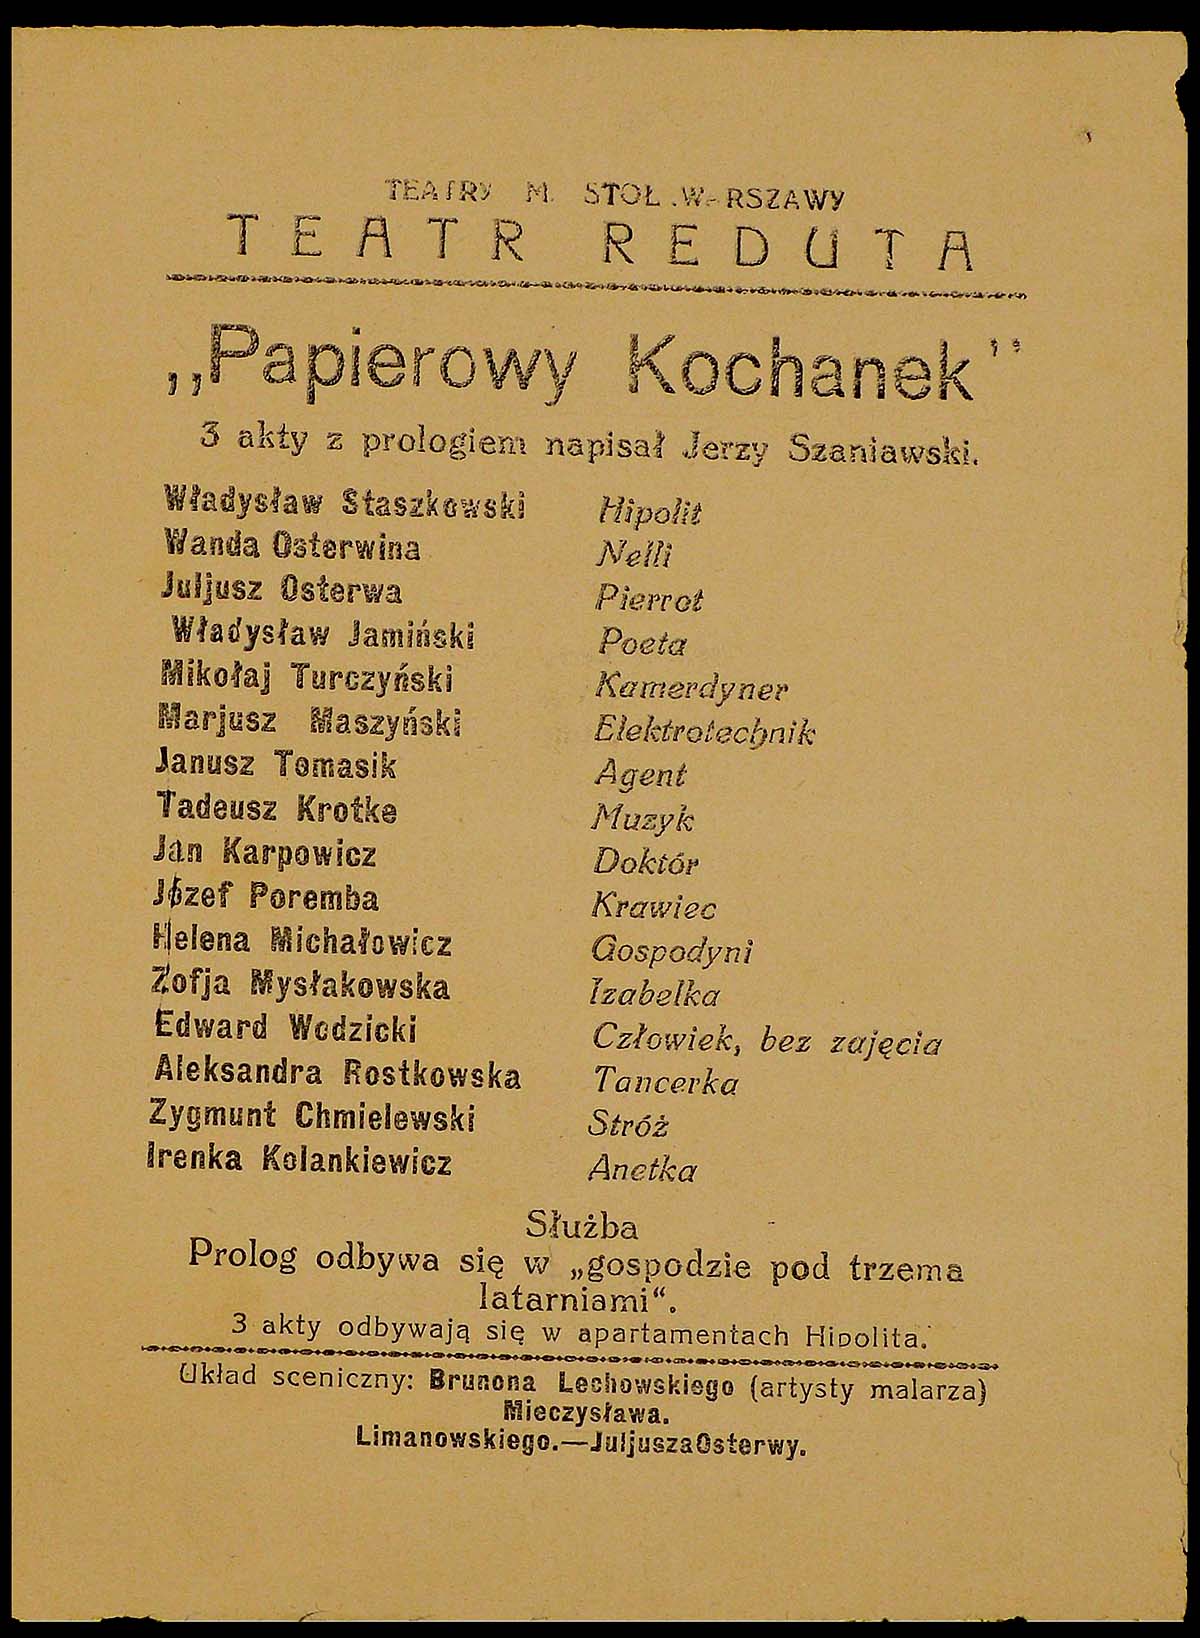 TEATRY M. STOŁ. W-RSZAWY
TEATR REDUTA
„Papierowy Kochanek”
3 akty z prologiem napisał Jerzy Szaniawski.
Władysław Staszkowski Hipolit
Wanda Osterwina Nelli
Juljusz Osterwa Pierrot
Władysław Jamiński Poeta
Mikołaj Turczyński Kamerdyner
Marjusz Maszyński Elektrotechnik
Janusz Tomasik Agent
Tadeusz Krotke Muzyk
Jan Karpowicz Doktór
Józef Poremba Krawiec
Helena Michałowicz Gospodyni
Zofja Mysłakowska Izabelka
Edward Wodzicki Człowiek, bez zajęcia
Aleksandra Rostkowska Tancerka
Zygmunt Chmielewski Stróż
Irenka Kolankiewicz Anetka
Służba
Prolog odbywa się w „gospodzie pod trzema
latarniami“.
3 akty odbywają się w apartamentach Hipolita.
Układ sceniczny: Brunona Lechowskiego (artysty malarza)
Mieczysława.
Limanowskiego.—JuljuszaOsterwy.